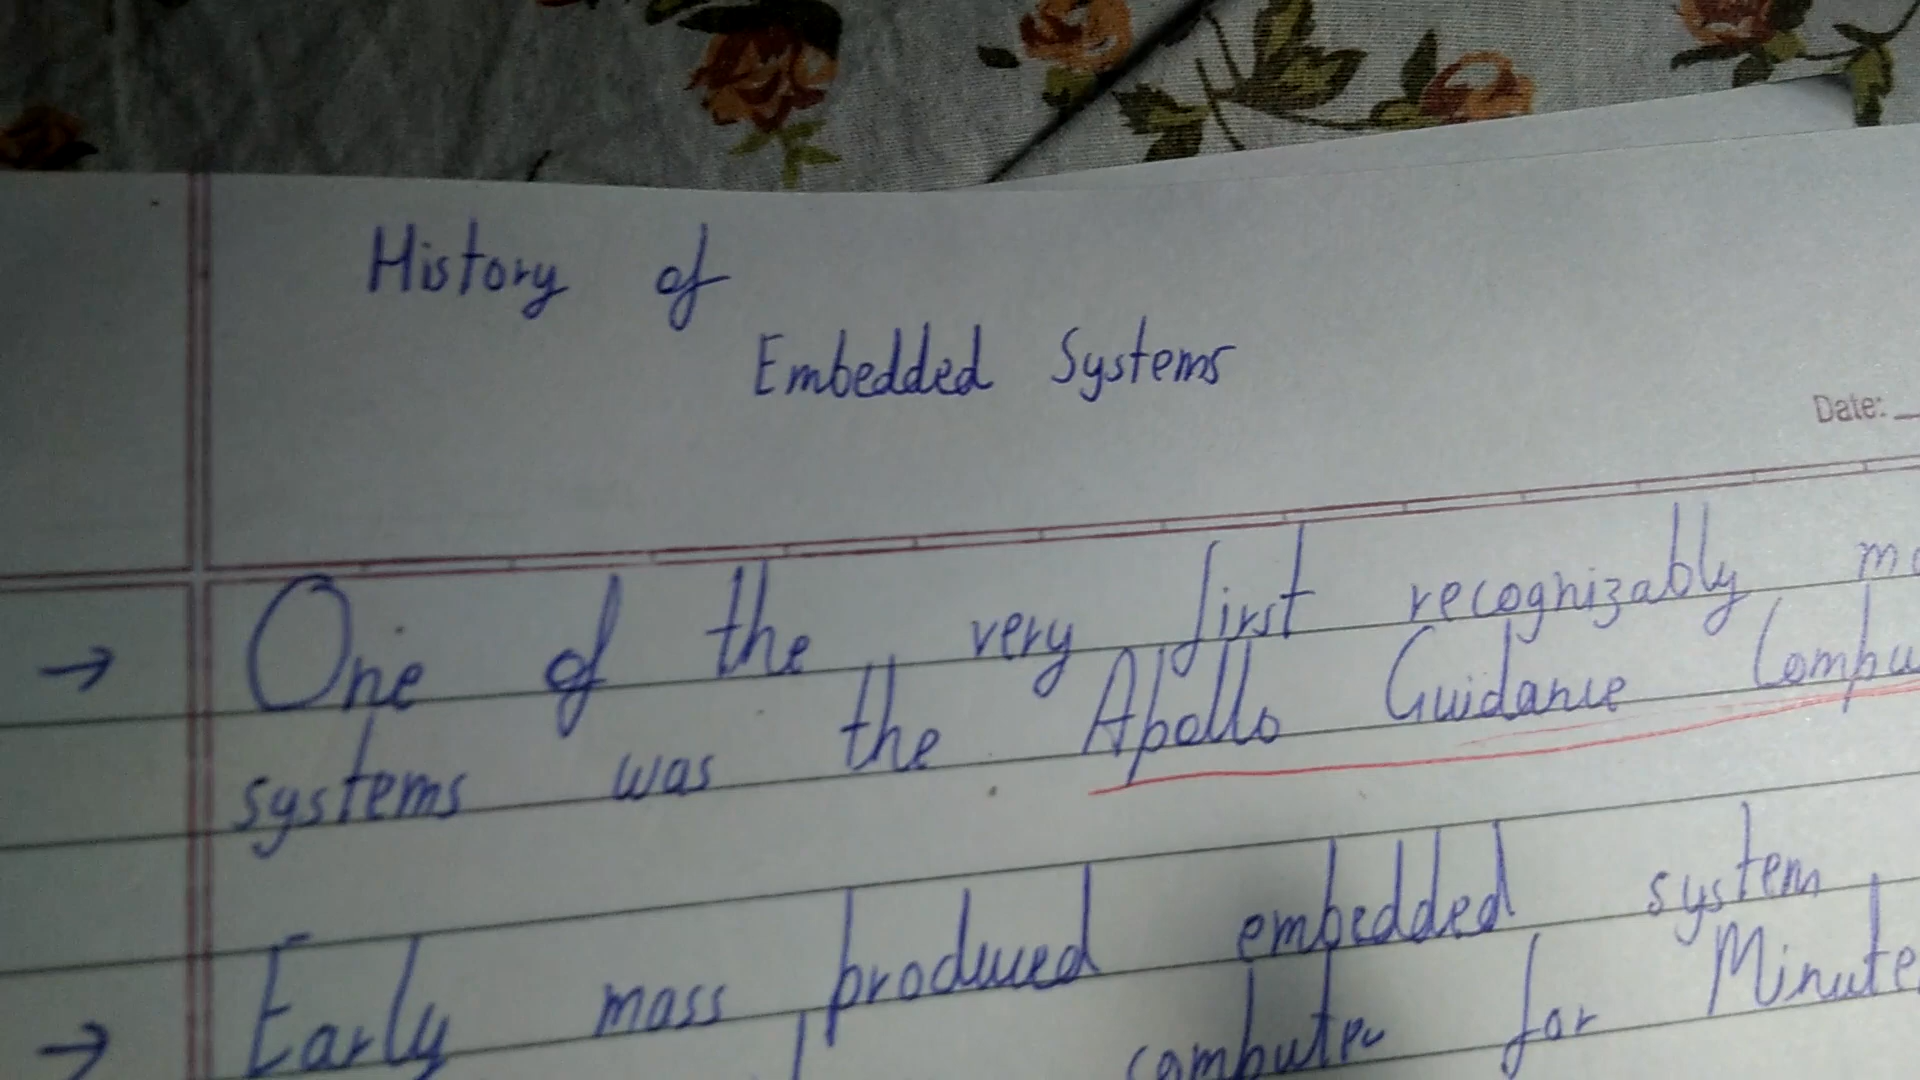 History of
Embedded Systems
Date:
→ One of the very first recognizably
systems was the Apollo Guidance
→ Early mass produced embedded system
computer for